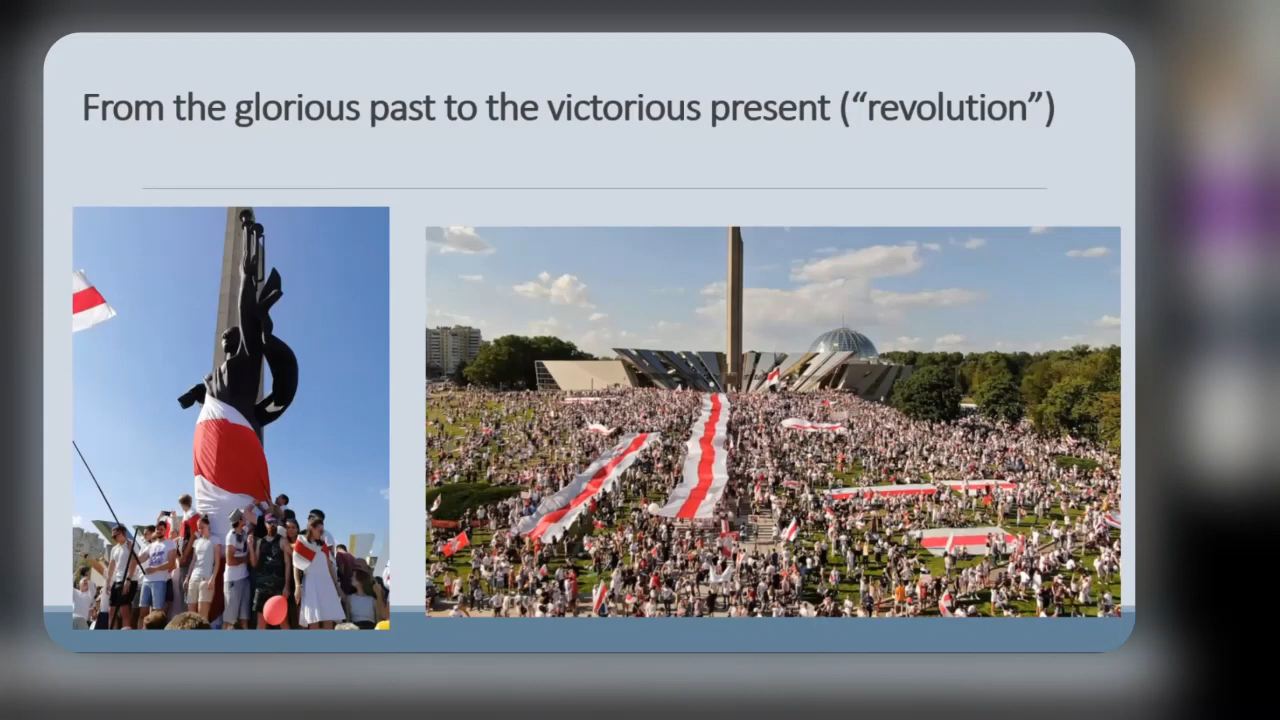 From the glorious past to the victorious present (“revolution”)